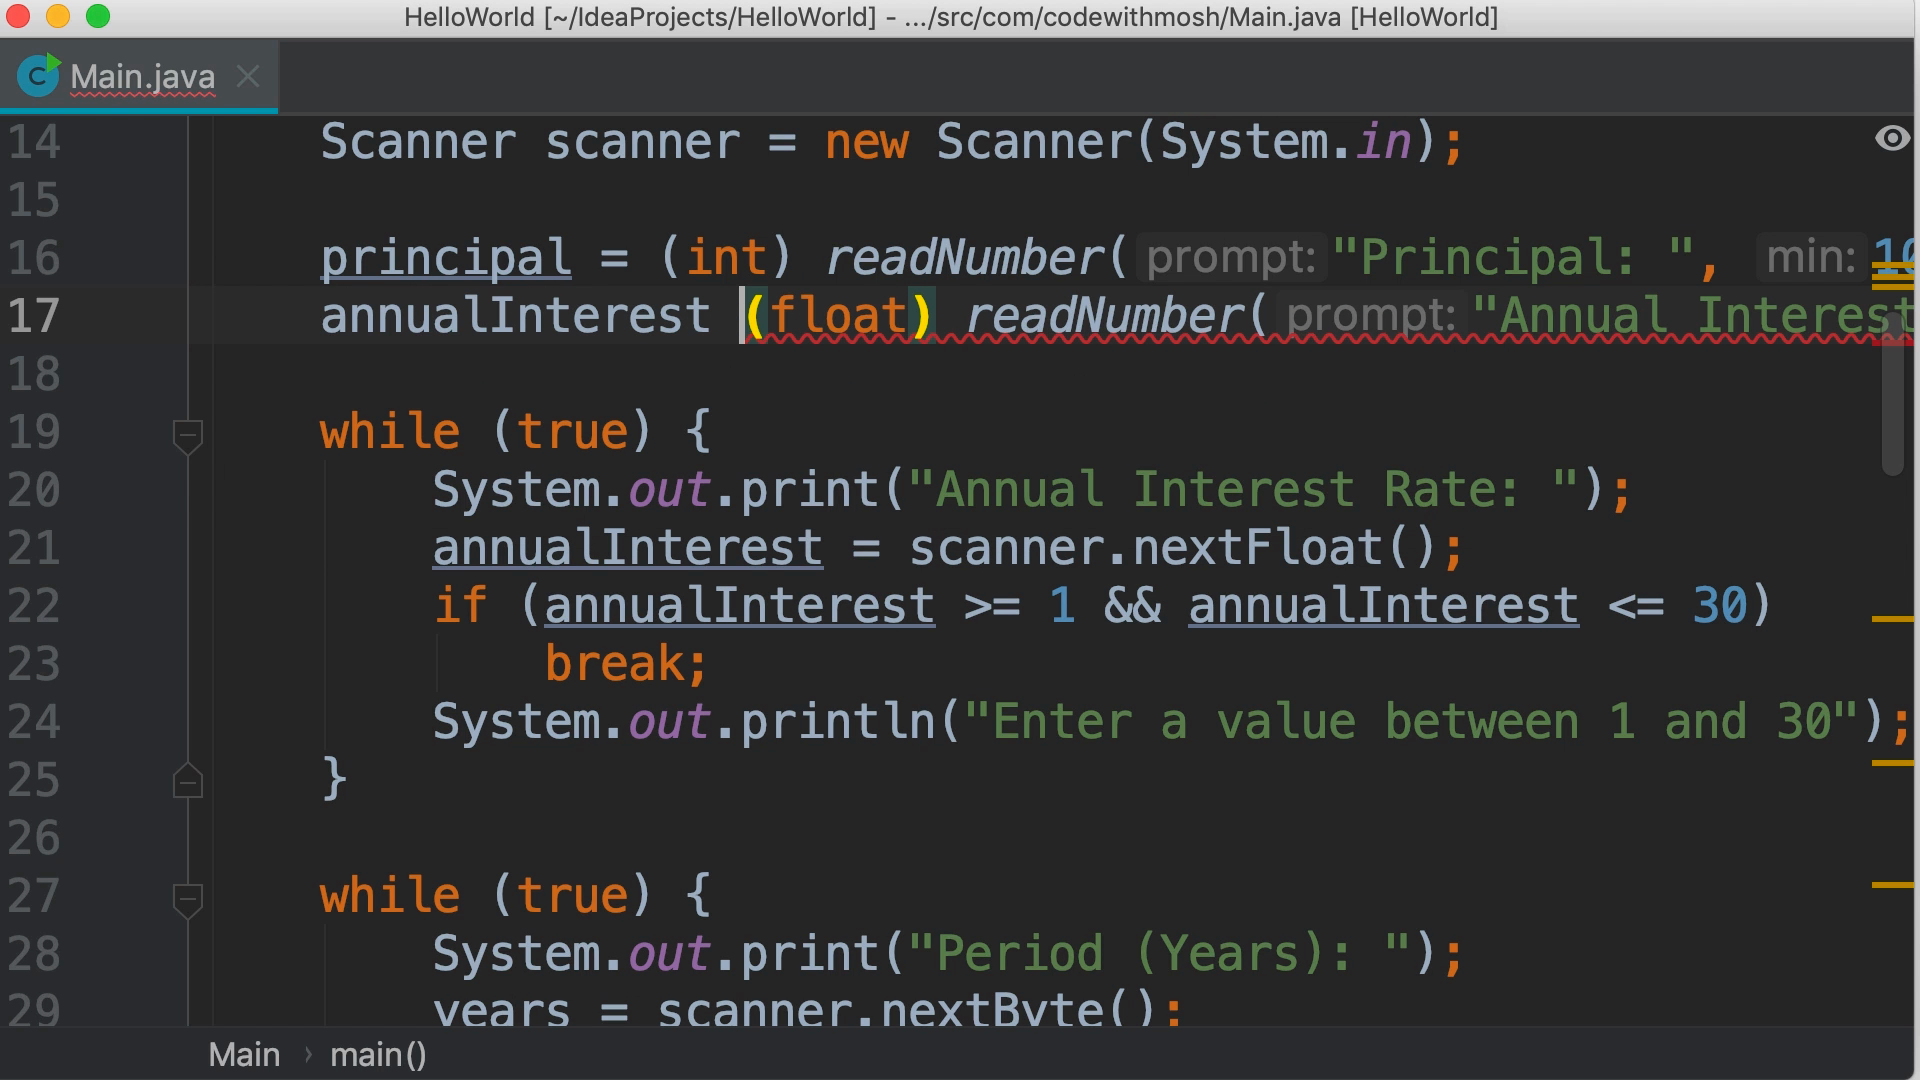 HelloWorld [~/IdeaProjects/HelloWorld] - .../src/com/codewithmosh/Main.java [HelloWorld]
Main.java
14 Scanner scanner = new Scanner(System.in);
15
16 principal = (int) readNumber( prompt: "Principal: ", min:
17 annualInterest (float) readNumber( prompt: "Annual Interest
18
19 while (true) {
20 System.out.print("Annual Interest Rate: ");
21 annualInterest = scanner.nextFloat();
22 if (annualInterest >= 1 && annualInterest <= 30)
23 break;
24 System.out.println("Enter a value between 1 and 30");
25 }
26
27 while (true) {
28 System.out.print("Period (Years): ");
29 years = scanner.nextByte();
Main › main()